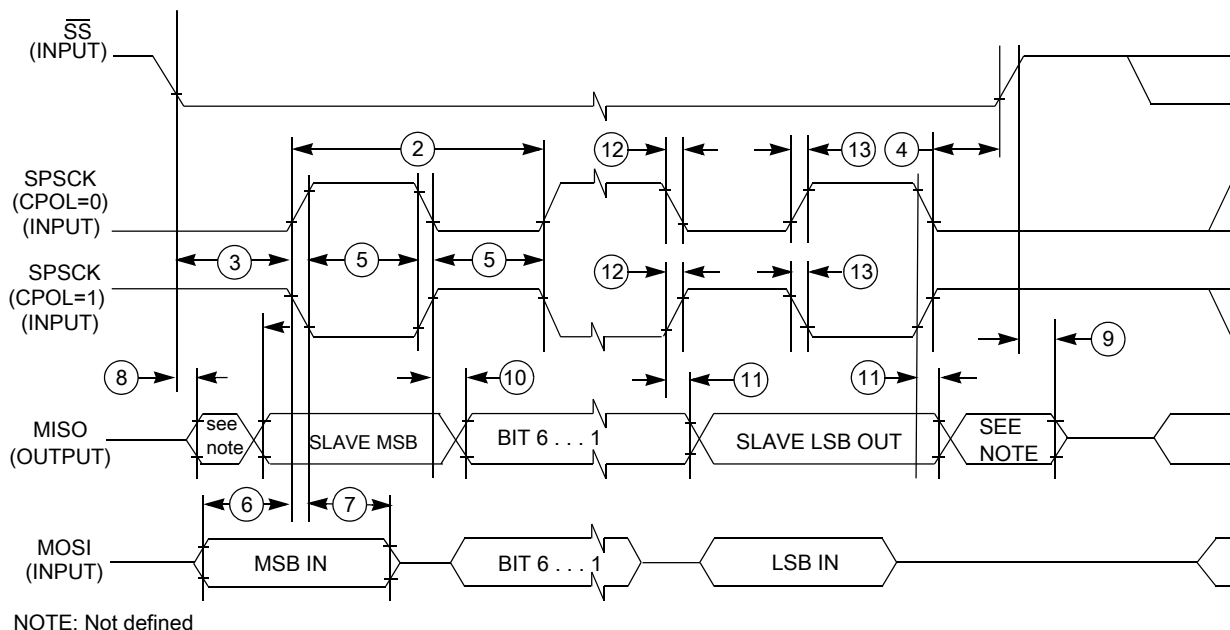 SS
(INPUT)
2
12
13
4
SPSCK
(CPOL=0)
(INPUT)
3
5
5
12
13
SPSCK
(CPOL=1)
(INPUT)
8
10
11
11
9
MISO
(OUTPUT)
see
note
SLAVE MSB
BIT 6 . . . 1
SLAVE LSB OUT
SEE
NOTE
6
7
MOSI
(INPUT)
MSB IN
BIT 6 . . . 1
LSB IN
NOTE: Not defined